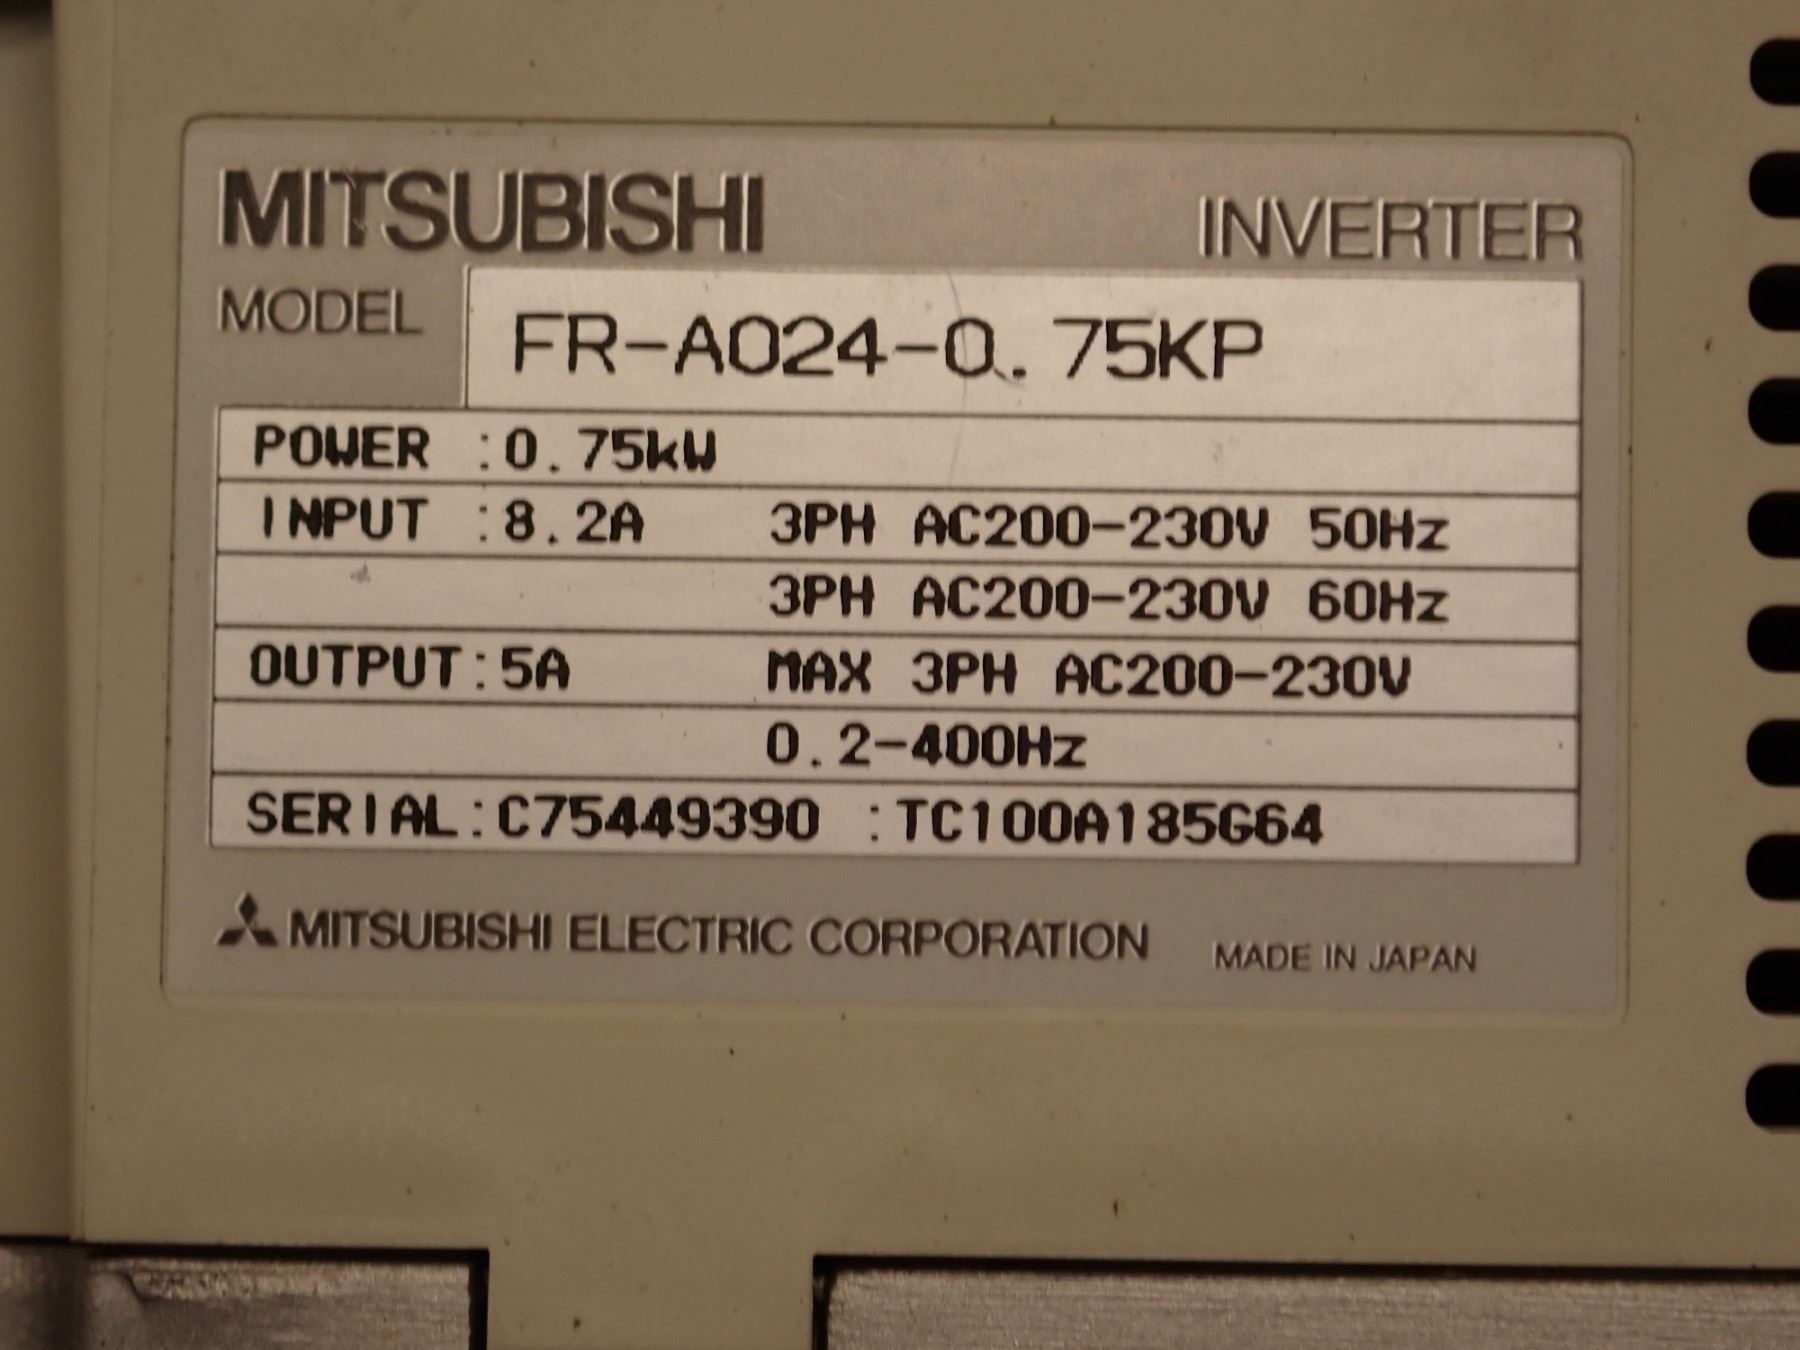 MITSUBISHI INVERTER
MODEL FR-A024-0.75KP
POWER :0.75kW
INPUT :8.2A 3PH AC200-230V 50Hz
3PH AC200-230V 60Hz
OUTPUT:5A MAX 3PH AC200-230V
0.2-400Hz
SERIAL:C75449390 :TC100A185G64
MITSUBISHI ELECTRIC CORPORATION MADE IN JAPAN